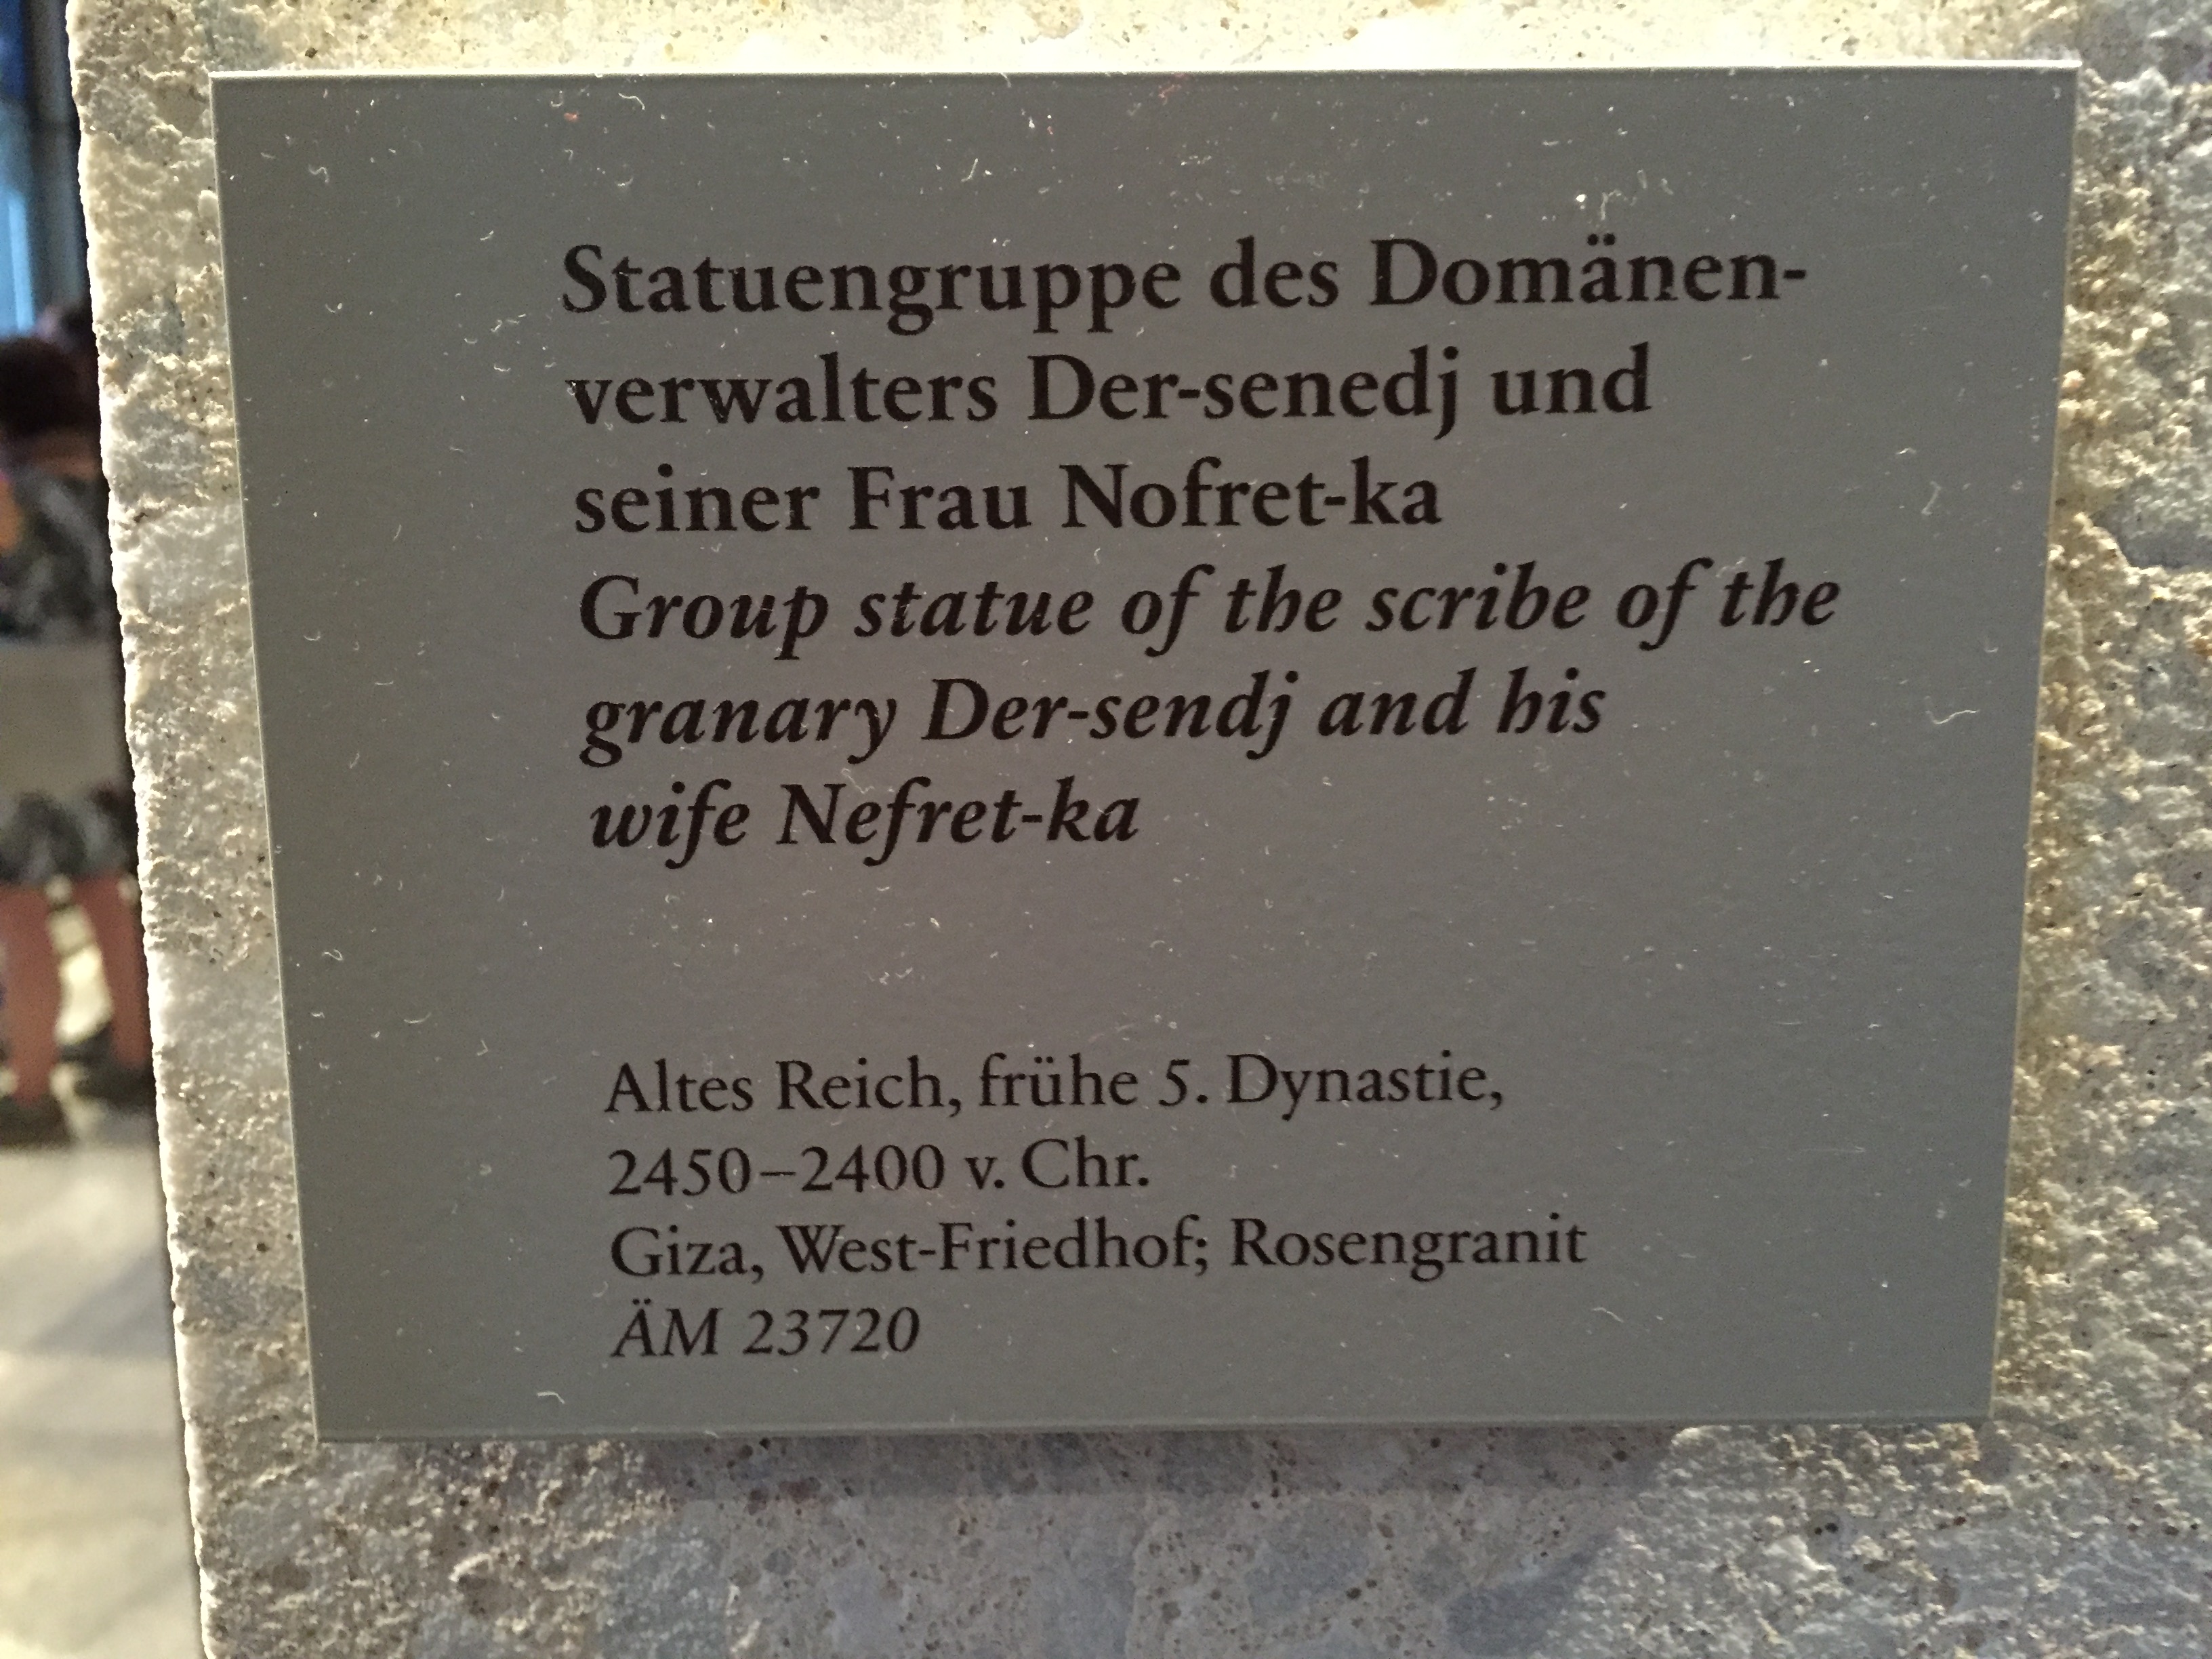 Statuengruppe des Domänen-
verwalters Der-senedj und
seiner Frau Nofret-ka
Group statue of the scribe of the
granary Der-sendj and his
wife Nefret-ka
Altes Reich, frühe 5. Dynastie,
2450–2400 v. Chr.
Giza, West-Friedhof; Rosengranit
ÄM 23720